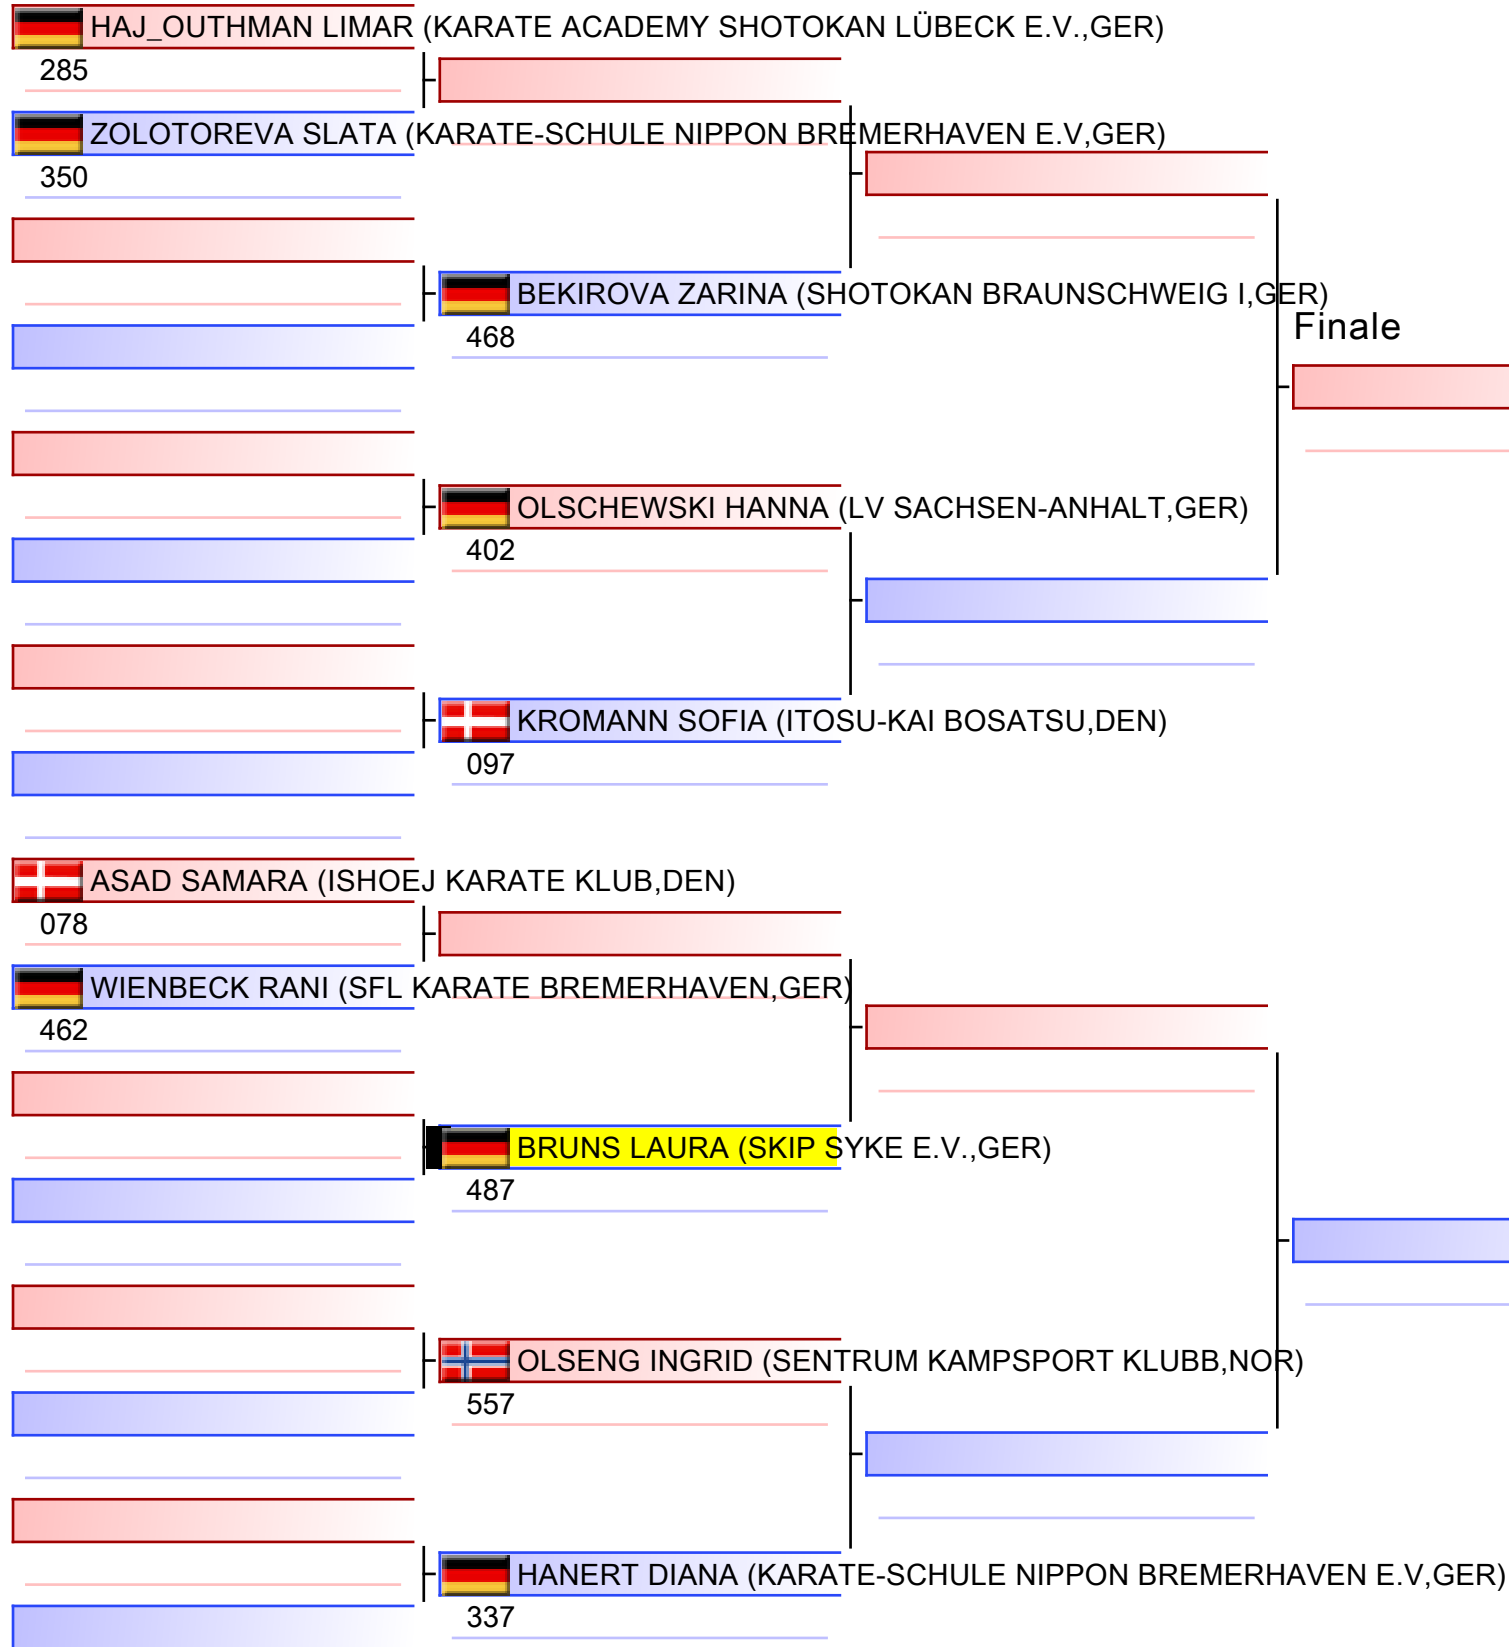 HAJ_OUTHMAN LIMAR (KARATE ACADEMY SHOTOKAN LÜBECK E.V.,GER)
285
ZOLOTOREVA SLATA (KARATE-SCHULE NIPPON BREMERHAVEN E.V,GER)
350
BEKIROVA ZARINA (SHOTOKAN BRAUNSCHWEIG I,GER)
468
Finale
OLSCHEWSKI HANNA (LV SACHSEN-ANHALT,GER)
402
KROMANN SOFIA (ITOSU-KAI BOSATSU,DEN)
097
ASAD SAMARA (ISHOEJ KARATE KLUB,DEN)
078
WIENBECK RANI (SFL KARATE BREMERHAVEN,GER)
462
BRUNS LAURA (SKIP SYKE E.V.,GER)
487
OLSENG INGRID (SENTRUM KAMPSPORT KLUBB,NOR)
557
HANERT DIANA (KARATE-SCHULE NIPPON BREMERHAVEN E.V,GER)
337